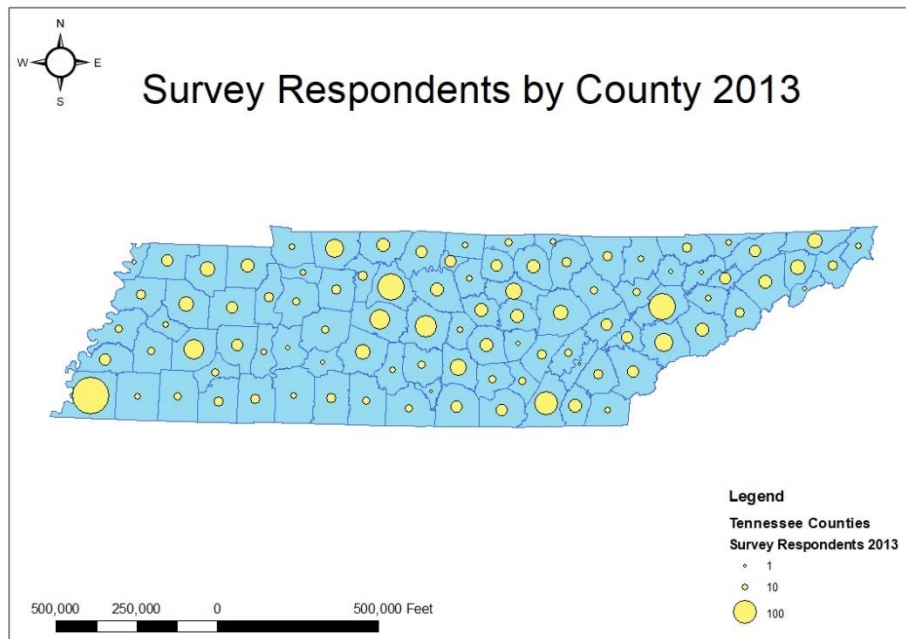 N
W E
S
Survey Respondents by County 2013
Legend
Tennessee Counties
Survey Respondents 2013
1
10
100
500,000 250,000 0 500,000 Feet